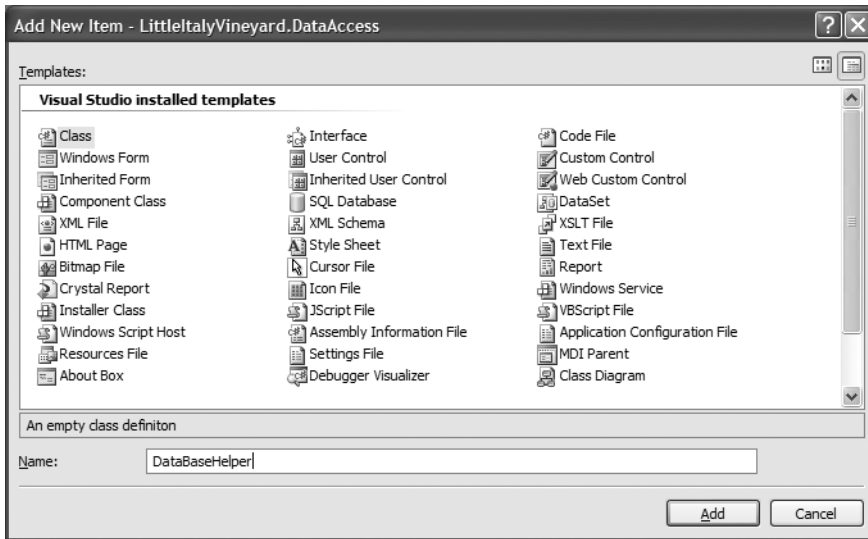 Add New Item - LittleItalyVineyard.DataAccess
Templates:
Visual Studio installed templates
Class Interface Code File
Windows Form User Control Custom Control
Inherited Form Inherited User Control Web Custom Control
Component Class SQL Database DataSet
XML File XML Schema XSLT File
HTML Page Style Sheet Text File
Bitmap File Cursor File Report
Crystal Report Icon File Windows Service
Installer Class JScript File VBScript File
Windows Script Host Assembly Information File Application Configuration File
Resources File Settings File MDI Parent
About Box Debugger Visualizer Class Diagram
An empty class definiton
Name: DataBaseHelper
Add Cancel